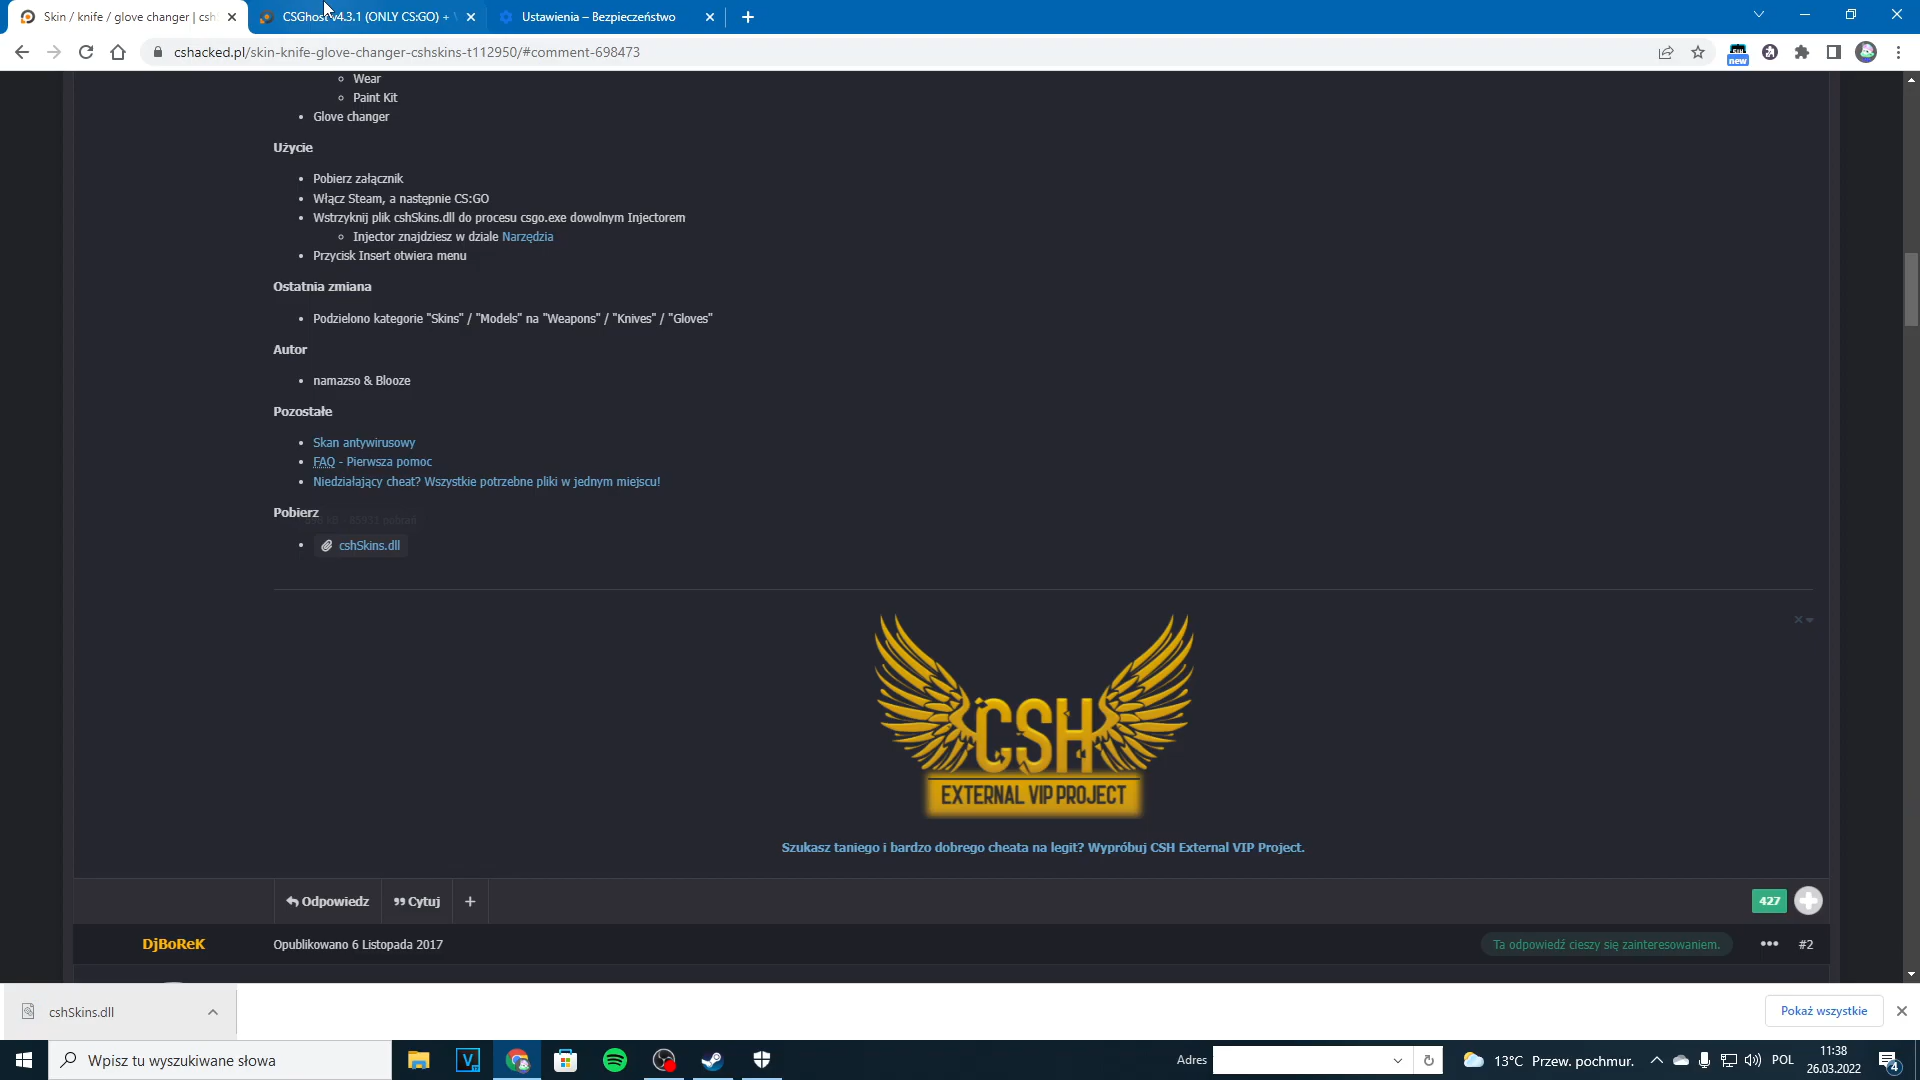 Skin / knife / glove changer | csh
CSGhost v4.3.1 (ONLY CS:GO) +
Ustawienia – Bezpieczeństwo
cshacked.pl/skin-knife-glove-changer-cshskins-t112950/#comment-698473
new
Wear
Paint Kit
Glove changer
Użycie
Pobierz załącznik
Włącz Steam, a następnie CS:GO
Wstrzyknij plik cshSkins.dll do procesu csgo.exe dowolnym Injectorem
Injector znajdziesz w dziale Narzędzia
Przycisk Insert otwiera menu
Ostatnia zmiana
Podzielono kategorie "Skins" / "Models" na "Weapons" / "Knives" / "Gloves"
Autor
namazso & Blooze
Pozostałe
Skan antywirusowy
FAQ - Pierwsza pomoc
Niedziałający cheat? Wszystkie potrzebne pliki w jednym miejscu!
Pobierz
cshSkins.dll
CSH
EXTERNAL VIP PROJECT
Szukasz taniego i bardzo dobrego cheata na legit? Wypróbuj CSH External VIP Project.
Odpowiedz
Cytuj
427
DjBoReK
Opublikowano 6 Listopada 2017
Ta odpowiedź cieszy się zainteresowaniem.
#2
cshSkins.dll
Pokaż wszystkie
Wpisz tu wyszukiwane słowa
Adres
13°C Przew. pochmur.
POL
11:38
26.03.2022
4